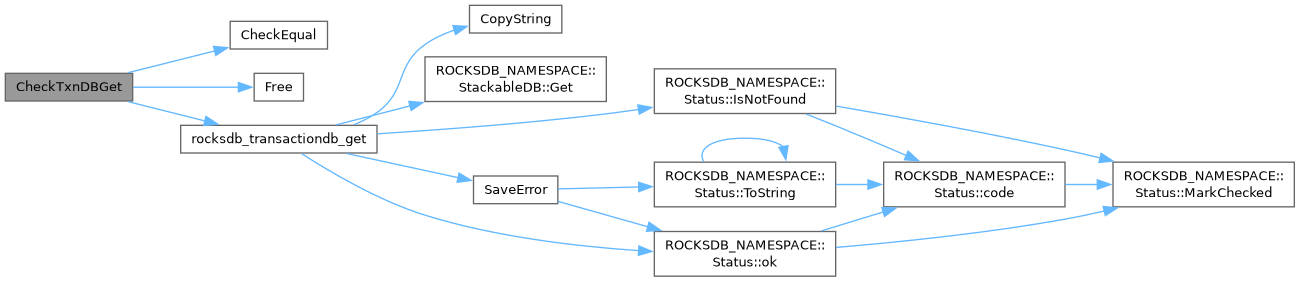 CheckTxnDBGet
CheckEqual
Free
rocksdb_transactiondb_get
CopyString
ROCKSDB_NAMESPACE::
StackableDB::Get
SaveError
ROCKSDB_NAMESPACE::
Status::IsNotFound
ROCKSDB_NAMESPACE::
Status::ToString
ROCKSDB_NAMESPACE::
Status::ok
ROCKSDB_NAMESPACE::
Status::code
ROCKSDB_NAMESPACE::
Status::MarkChecked